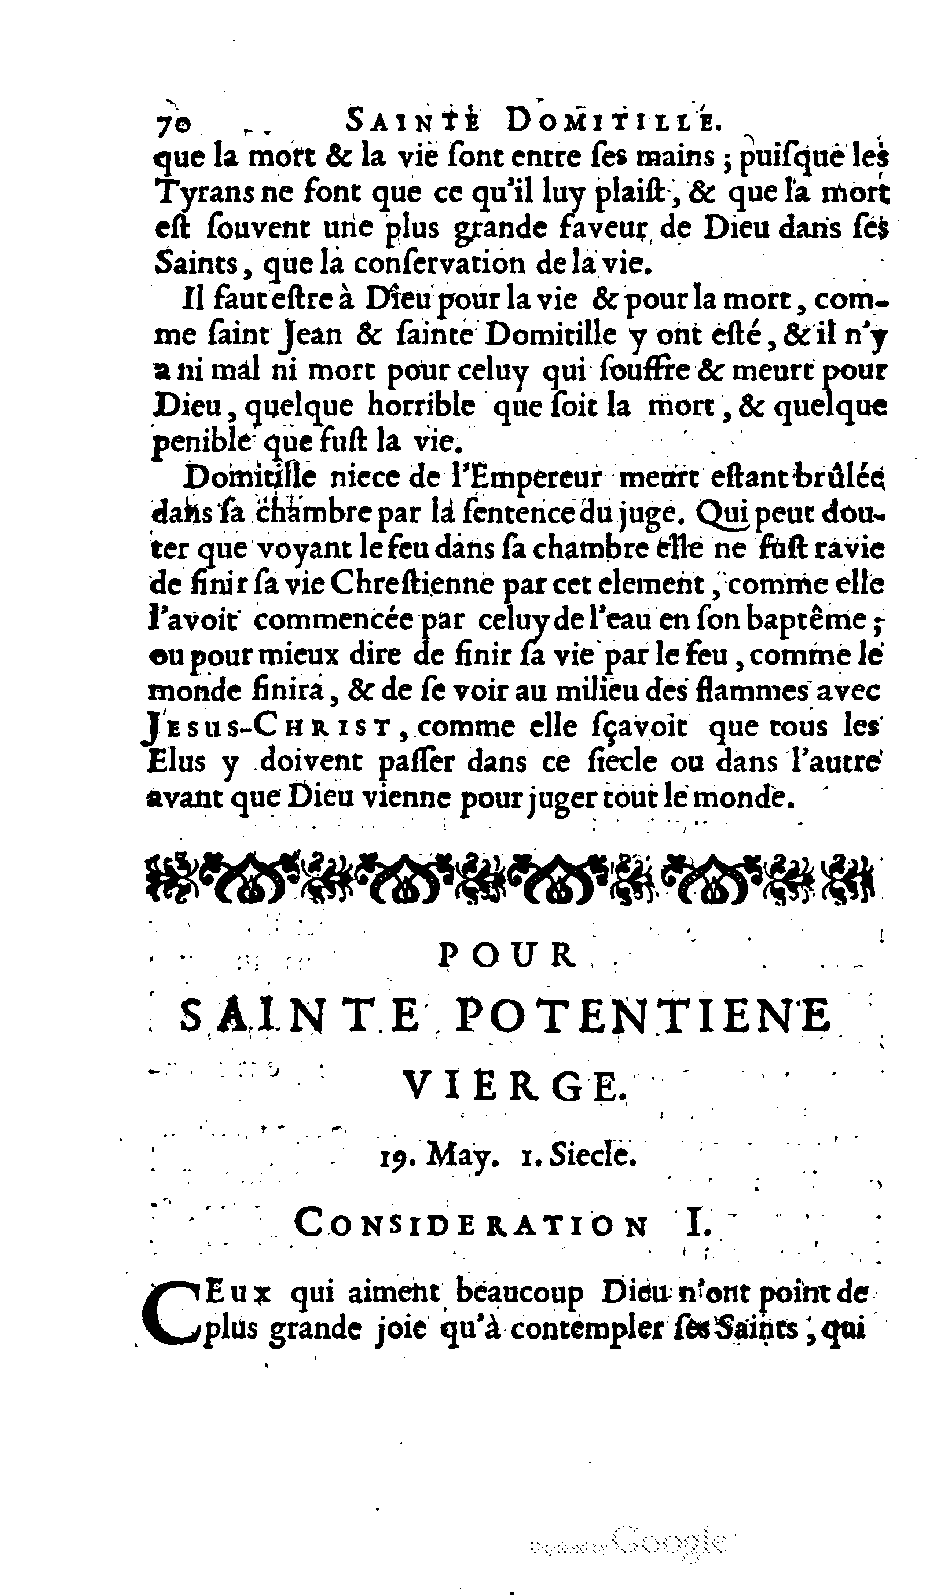 70 SAINTE DOMITILLE.
que la mort & la vie ſont entre ſes mains ; puiſque les
Tyrans ne font que ce qu'il luy plaiſt, & que la mort
eſt ſouvent une plus grande faveur de Dieu dans ſes
Saints, que la conſervation de la vie.
Il faut eſtre à Dieu pour la vie & pour la mort, com-
me ſaint Jean & ſainte Domitille y ont eſté, & il n'y
a ni mal ni mort pour celuy qui ſouffre & meurt pour
Dieu, quelque horrible que ſoit la mort, & quelque
penible que fuſt la vie.
Domitille niece de l'Empereur meurt eſtant brûlée
dans ſa chambre par la ſentence du juge. Qui peut dou-
ter que voyant le feu dans ſa chambre elle ne fuſt ravie
de finir ſa vie Chreſtienne par cet element, comme elle
l'avoit commencée par celuy de l'eau en ſon baptême ;
ou pour mieux dire de finir ſa vie par le feu, comme le
monde finira, & de ſe voir au milieu des flammes avec
JESUS-CHRIST, comme elle ſçavoit que tous les
Elus y doivent paſſer dans ce ſiecle ou dans l'autre
avant que Dieu vienne pour juger tout le monde.
POUR
SAINTE POTENTIENE
VIERGE.
19. May. 1. Siecle.
CONSIDERATION I.
CEux qui aiment beaucoup Dieu n'ont point de
plus grande joie qu'à contempler ſes Saints, qui
Digitized by Google